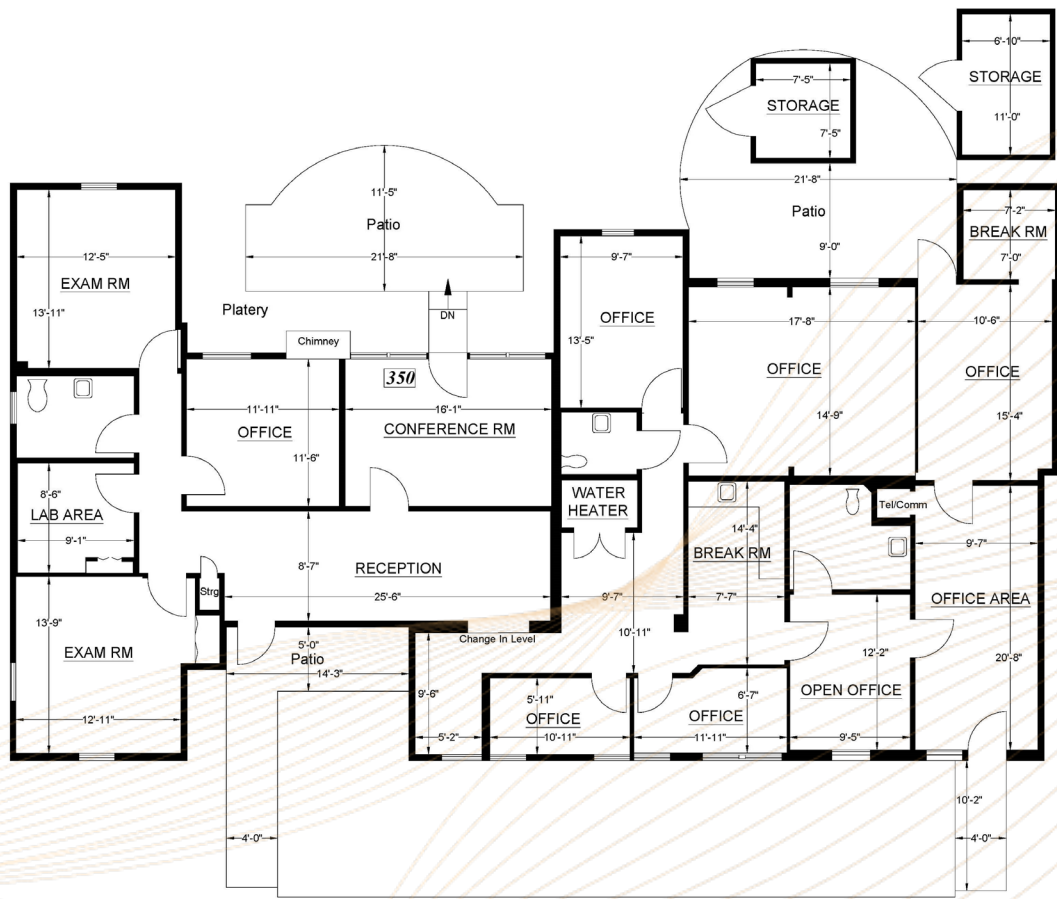 6'-10"
STORAGE
11'-0"
7'-5"
STORAGE
7'-5"
21'-8"
Patio
9'-0"
7'-2"
BREAK RM
7'-0"
11'-5"
Patio
21'-8"
DN
Platery
Chimney
12'-5"
EXAM RM
13'-11"
9'-7"
OFFICE
13'-5"
17'-8"
OFFICE
14'-9"
10'-6"
OFFICE
15'-4"
350
11'-11"
OFFICE
11'-6"
16'-1"
CONFERENCE RM
8'-6"
LAB AREA
9'-1"
WATER
HEATER
14'-4"
BREAK RM
7'-7"
Tel/Comm
9'-7"
OFFICE AREA
20'-8"
8'-7"
RECEPTION
25'-6"
Strg
9'-7"
10'-11"
13'-9"
EXAM RM
12'-11"
5'-0"
Patio
14'-3"
Change In Level
9'-6"
5'-2"
5'-11"
OFFICE
10'-11"
6'-7"
OFFICE
11'-11"
12'-2"
OPEN OFFICE
9'-5"
4'-0"
10'-2"
4'-0"